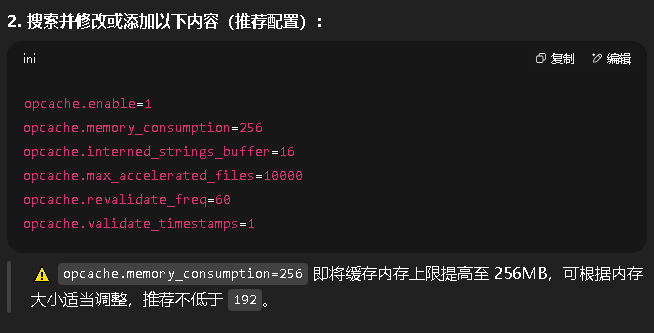 2. 搜索并修改或添加以下内容（推荐配置）：
ini 复制 编辑
opcache.enable=1
opcache.memory_consumption=256
opcache.interned_strings_buffer=16
opcache.max_accelerated_files=10000
opcache.revalidate_freq=60
opcache.validate_timestamps=1
⚠️ opcache.memory_consumption=256 即将缓存内存上限提高至 256MB，可根据内存
大小适当调整，推荐不低于 192。